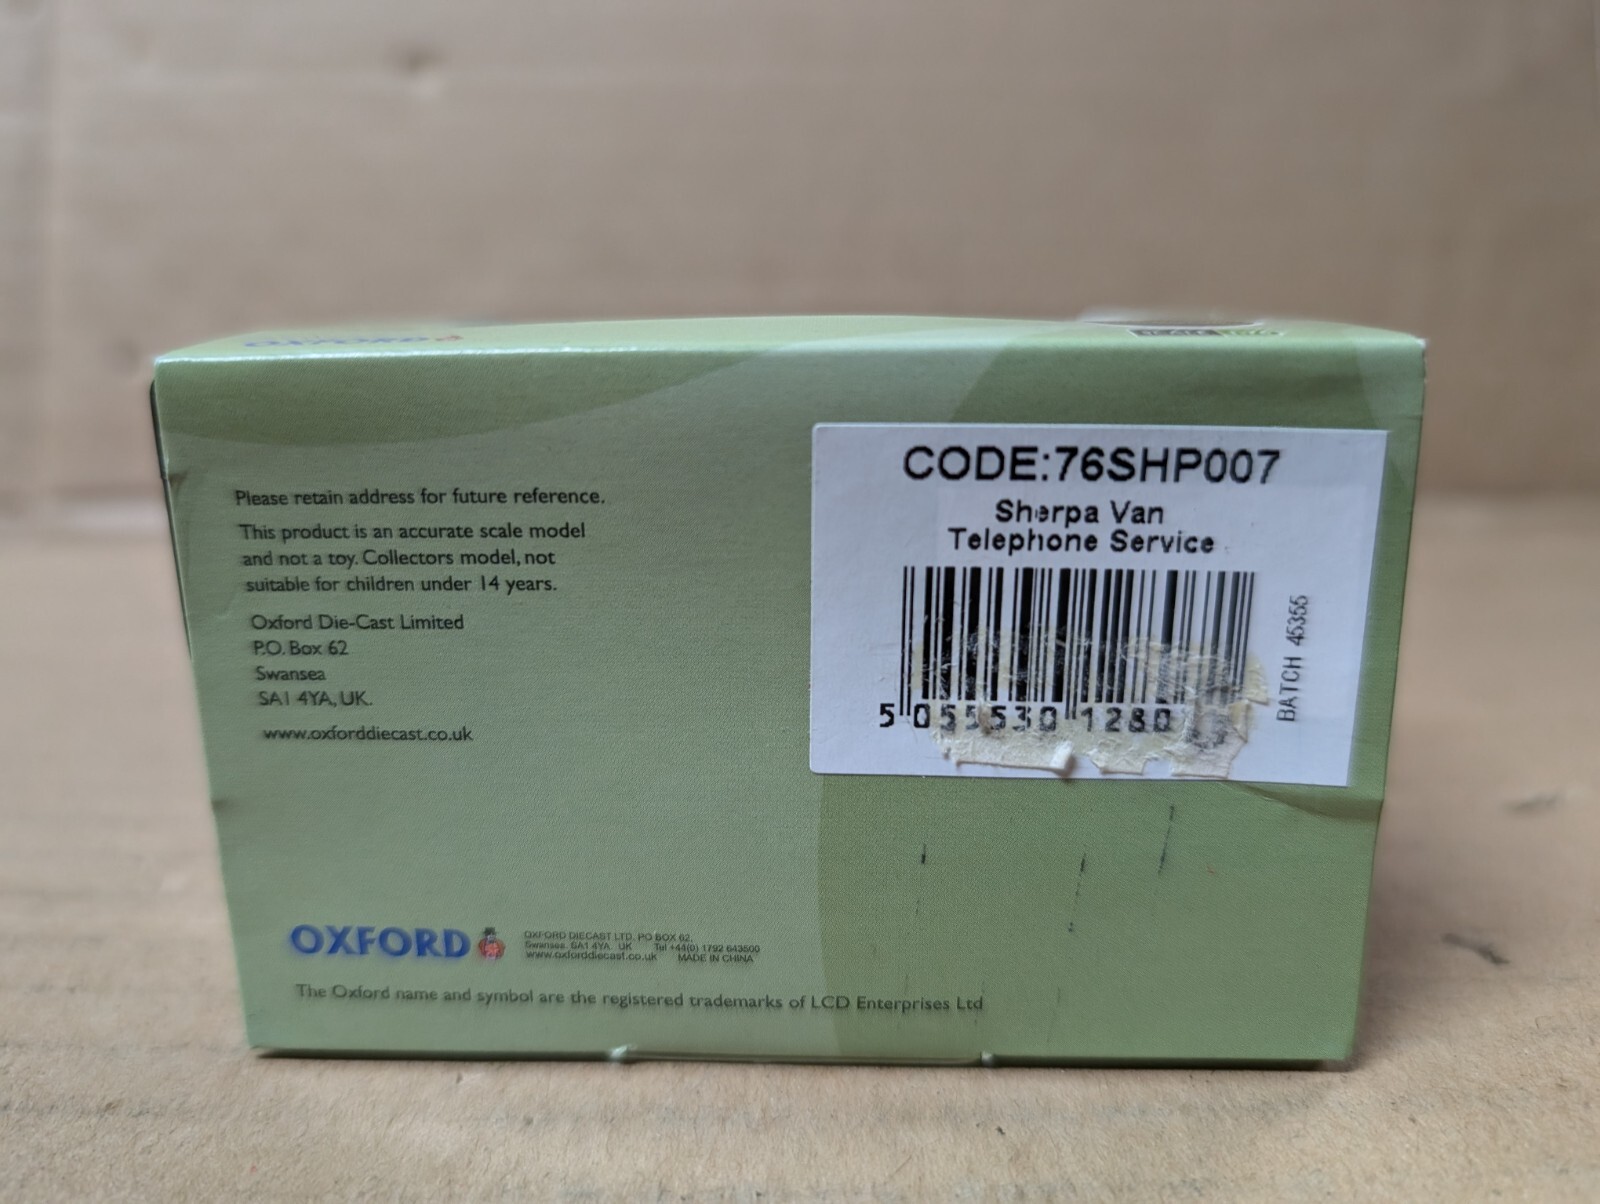 OXFORD
SCALE 1:76
CODE:76SHP007
Sherpa Van
Telephone Service
5 055530 1280
BATCH 45355
Please retain address for future reference.
This product is an accurate scale model
and not a toy. Collectors model, not
suitable for children under 14 years.
Oxford Die-Cast Limited
P.O. Box 62
Swansea
SA1 4YA, UK.
www.oxforddiecast.co.uk
OXFORD
OXFORD DIECAST LTD. PO BOX 62.
Swansea. SA1 4YA. UK Tel +44(0) 1792 643500
www.oxforddiecast.co.uk MADE IN CHINA
The Oxford name and symbol are the registered trademarks of LCD Enterprises Ltd